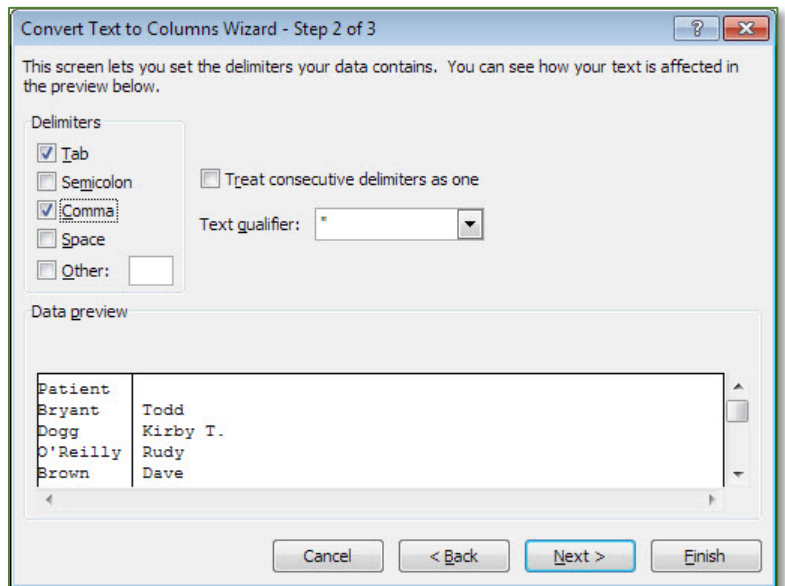 Convert Text to Columns Wizard - Step 2 of 3
This screen lets you set the delimiters your data contains.  You can see how your text is affected in
the preview below.
Delimiters
Tab
Semicolon
Comma
Space
Other:
Treat consecutive delimiters as one
Text qualifier: "
Data preview
Patient
Bryant Todd
Dogg Kirby T.
O'Reilly Rudy
Brown Dave
Cancel < Back Next > Finish